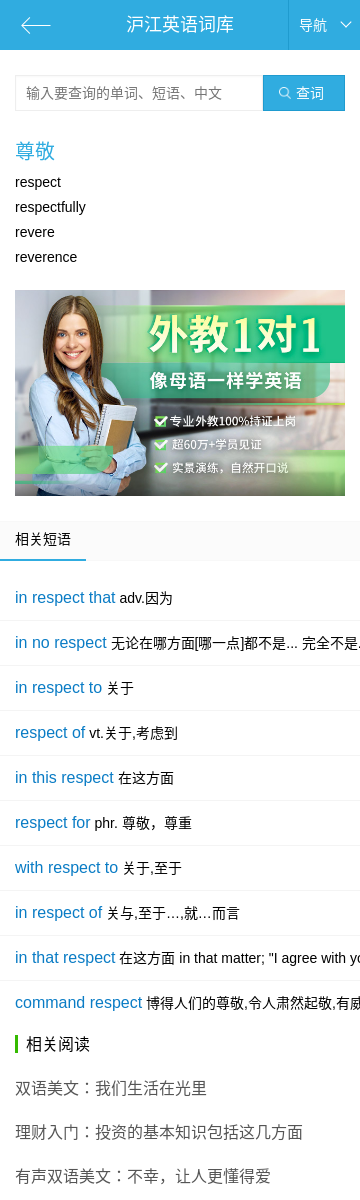 沪江英语词库
导航
输入要查询的单词、短语、中文
查词
尊敬
respect
respectfully
revere
reverence
外教1对1
像母语一样学英语
专业外教100%持证上岗
超60万+学员见证
实景演练，自然开口说
相关短语
in respect that adv.因为
in no respect 无论在哪方面[哪一点]都不是... 完全不是.
in respect to 关于
respect of vt.关于,考虑到
in this respect 在这方面
respect for phr. 尊敬，尊重
with respect to 关于,至于
in respect of 关与,至于…,就…而言
in that respect 在这方面 in that matter; "I agree with yo
command respect 博得人们的尊敬,令人肃然起敬,有威
相关阅读
双语美文：我们生活在光里
理财入门：投资的基本知识包括这几方面
有声双语美文：不幸，让人更懂得爱